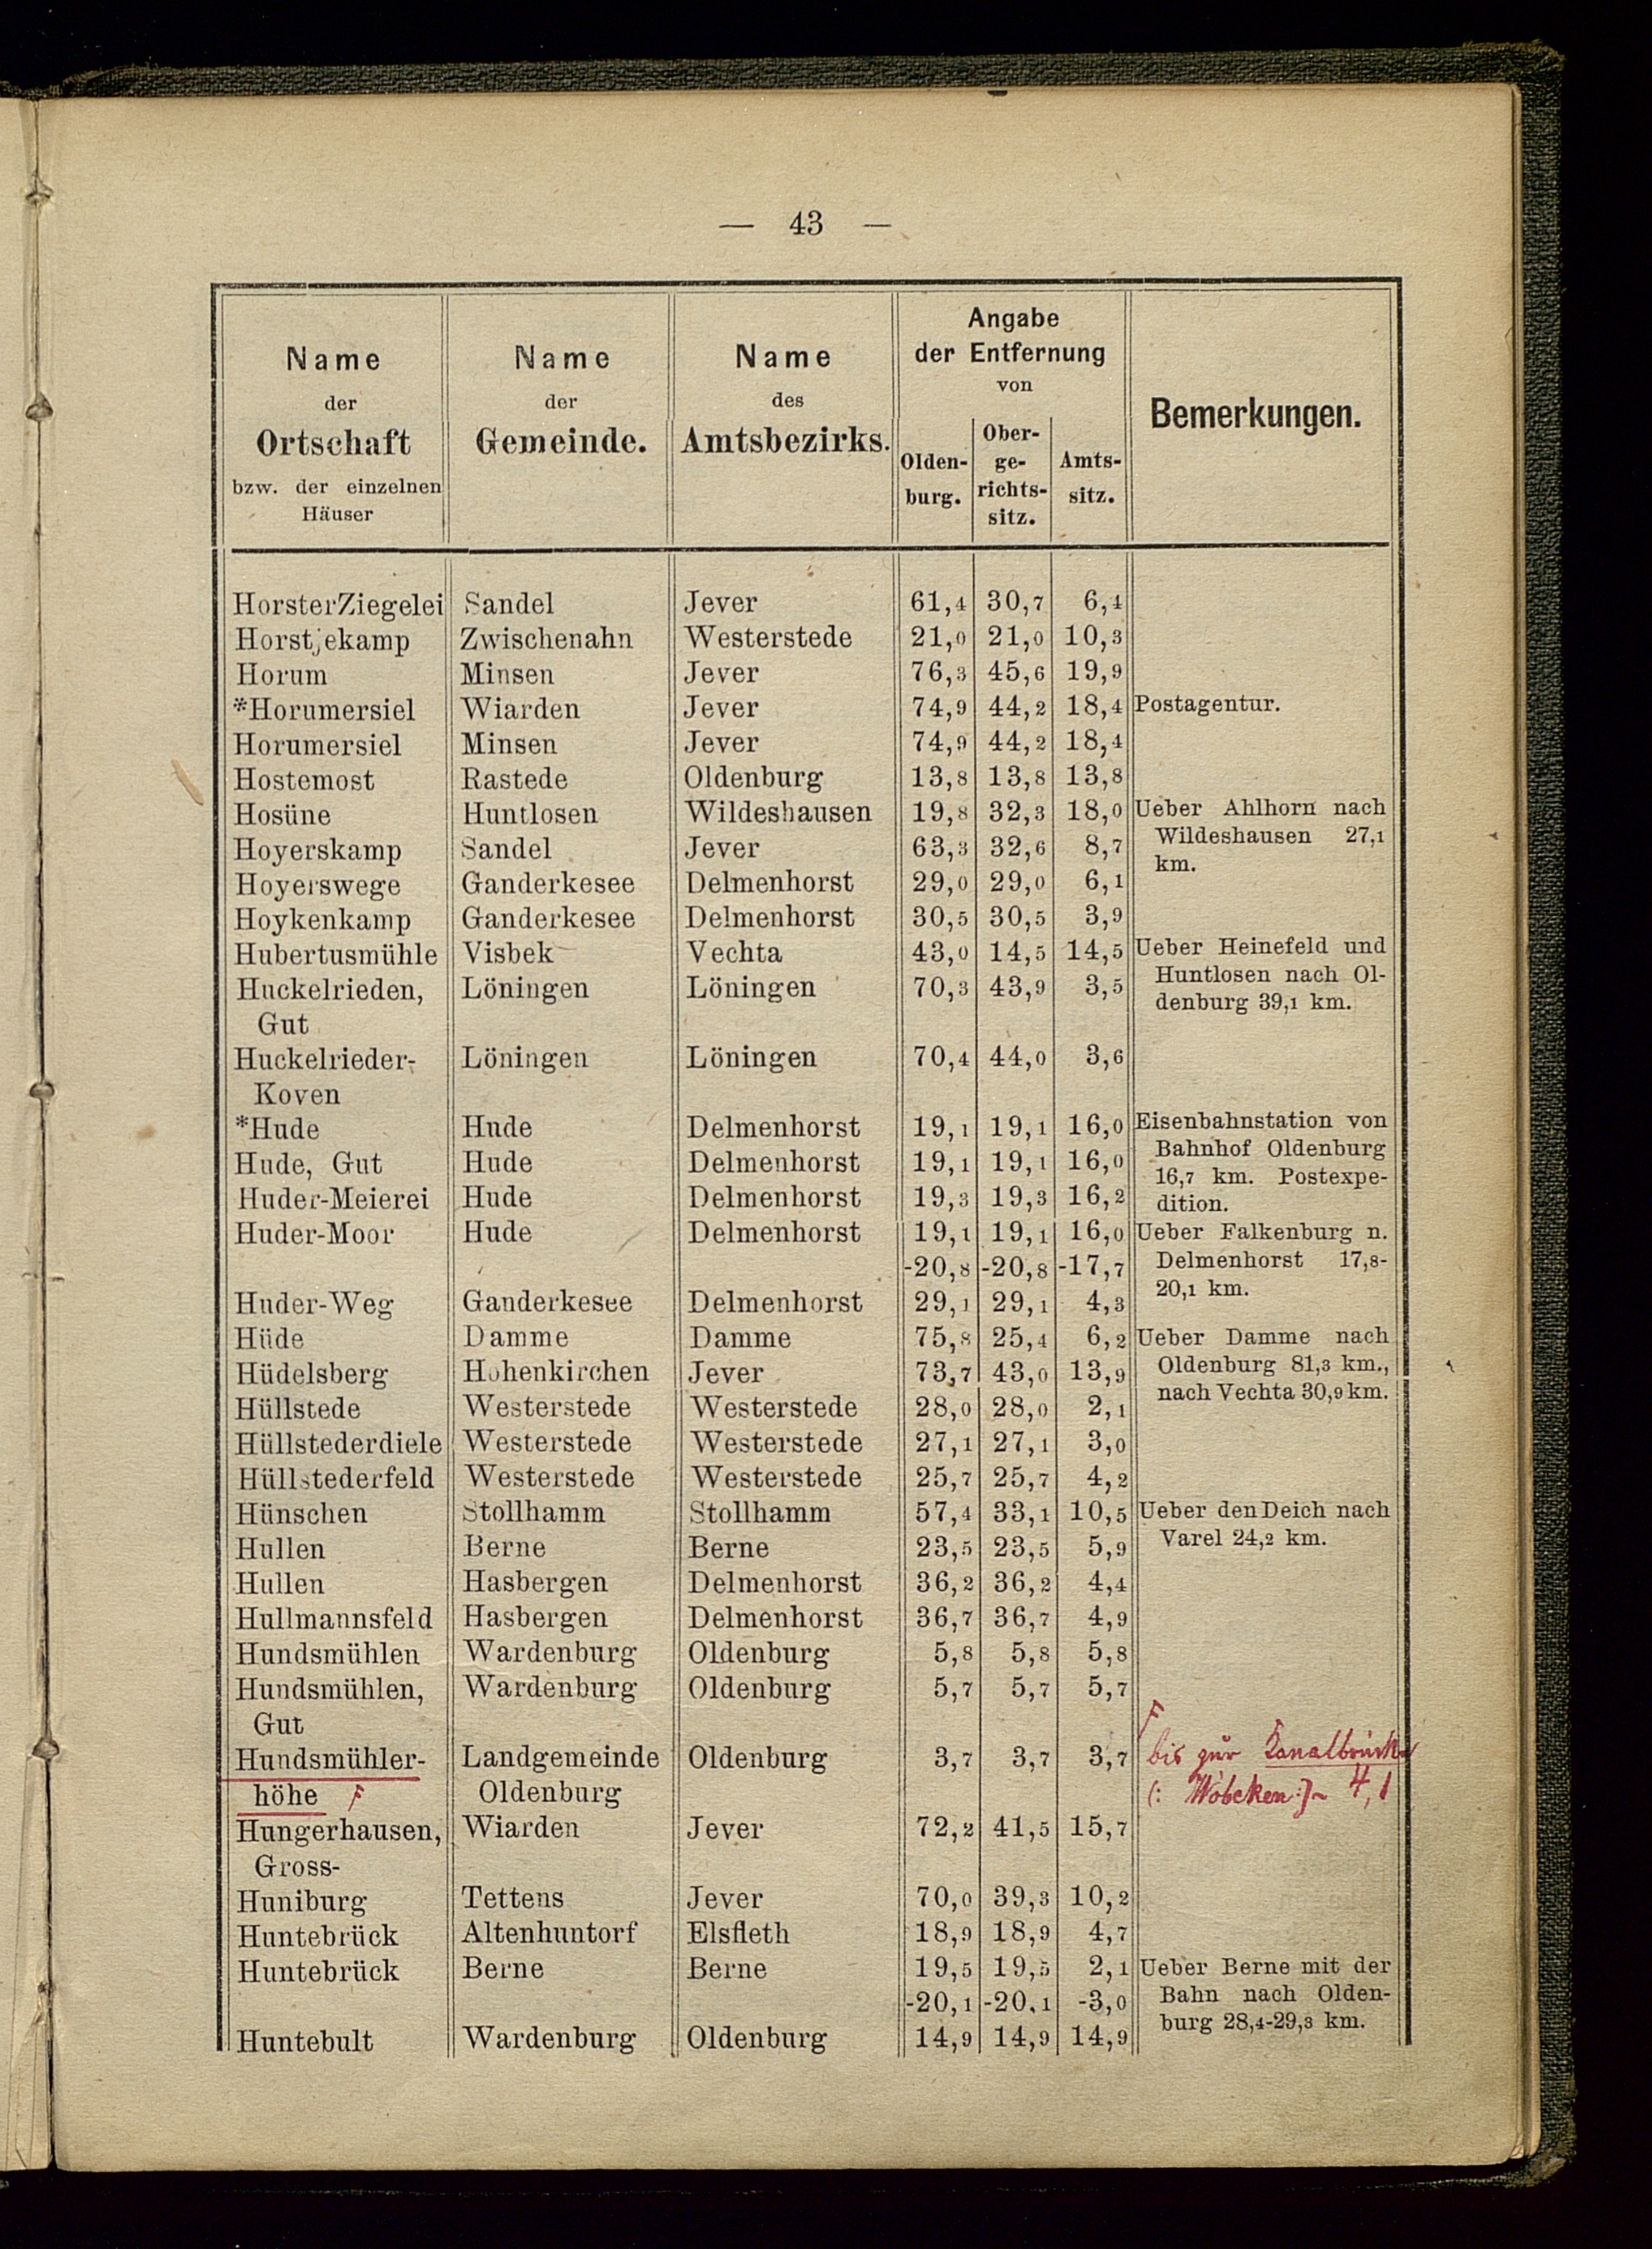 — 43 —
Name
der
Ortschaft
bzw. der einzelnen
Häuser
Name
der
Gemeinde.
Name
des
Amtsbezirks.
Angabe
der Entfernung
von
Olden-
burg.
Ober-
ge-
richts-
sitz.
Amts-
sitz.
Bemerkungen.
HorsterZiegelei Sandel Jever 61,4 30,7 6,4
Horstjekamp Zwischenahn Westerstede 21,0 21,0 10,3
Horum Minsen Jever 76,3 45,6 19,9
*Horumersiel Wiarden Jever 74,9 44,2 18,4 Postagentur.
Horumersiel Minsen Jever 74,9 44,2 18,4
Hostemost Rastede Oldenburg 13,8 13,8 13,8
Hosüne Huntlosen Wildeshausen 19,8 32,3 18,0 Ueber Ahlhorn nach
Wildeshausen 27,1
km.
Hoyerskamp Sandel Jever 63,3 32,6 8,7
Hoyerswege Ganderkesee Delmenhorst 29,0 29,0 6,1
Hoykenkamp Ganderkesee Delmenhorst 30,5 30,5 3,9
Hubertusmühle Visbek Vechta 43,0 14,5 14,5 Ueber Heinefeld und
Huntlosen nach Ol-
denburg 39,1 km.
Huckelrieden, Löningen Löningen 70,3 43,9 3,5
Gut
Huckelrieder- Löningen Löningen 70,4 44,0 3,6
Koven
*Hude Hude Delmenhorst 19,1 19,1 16,0 Eisenbahnstation von
Bahnhof Oldenburg
16,7 km. Postexpe-
dition.
Hude, Gut Hude Delmenhorst 19,1 19,1 16,0
Huder-Meierei Hude Delmenhorst 19,3 19,3 16,2
Huder-Moor Hude Delmenhorst 19,1 19,1 16,0 Ueber Falkenburg n.
-20,8 -20,8 -17,7 Delmenhorst 17,8-
20,1 km.
Huder-Weg Ganderkesee Delmenhorst 29,1 29,1 4,3
Hüde Damme Damme 75,8 25,4 6,2 Ueber Damme nach
Oldenburg 81,3 km.,
nach Vechta 30,9 km.
Hüdelsberg Hohenkirchen Jever 73,7 43,0 13,9
Hüllstede Westerstede Westerstede 28,0 28,0 2,1
Hüllstederdiele Westerstede Westerstede 27,1 27,1 3,0
Hüllstederfeld Westerstede Westerstede 25,7 25,7 4,2
Hünschen Stollhamm Stollhamm 57,4 33,1 10,5 Ueber den Deich nach
Varel 24,2 km.
Hullen Berne Berne 23,5 23,5 5,9
Hullen Hasbergen Delmenhorst 36,2 36,2 4,4
Hullmannsfeld Hasbergen Delmenhorst 36,7 36,7 4,9
Hundsmühlen Wardenburg Oldenburg 5,8 5,8 5,8
Hundsmühlen, Wardenburg Oldenburg 5,7 5,7 5,7
Gut
Hundsmühler- Landgemeinde Oldenburg 3,7 3,7 3,7 bis zur Kanalbrücke
höhe Oldenburg (: Wöbcken :) ~ 4,1
Hungerhausen, Wiarden Jever 72,2 41,5 15,7
Gross-
Huniburg Tettens Jever 70,0 39,3 10,2
Huntebrück Altenhuntorf Elsfleth 18,9 18,9 4,7
Huntebrück Berne Berne 19,5 19,5 2,1 Ueber Berne mit der
-20,1 -20,1 -3,0 Bahn nach Olden-
burg 28,4-29,3 km.
Huntebult Wardenburg Oldenburg 14,9 14,9 14,9